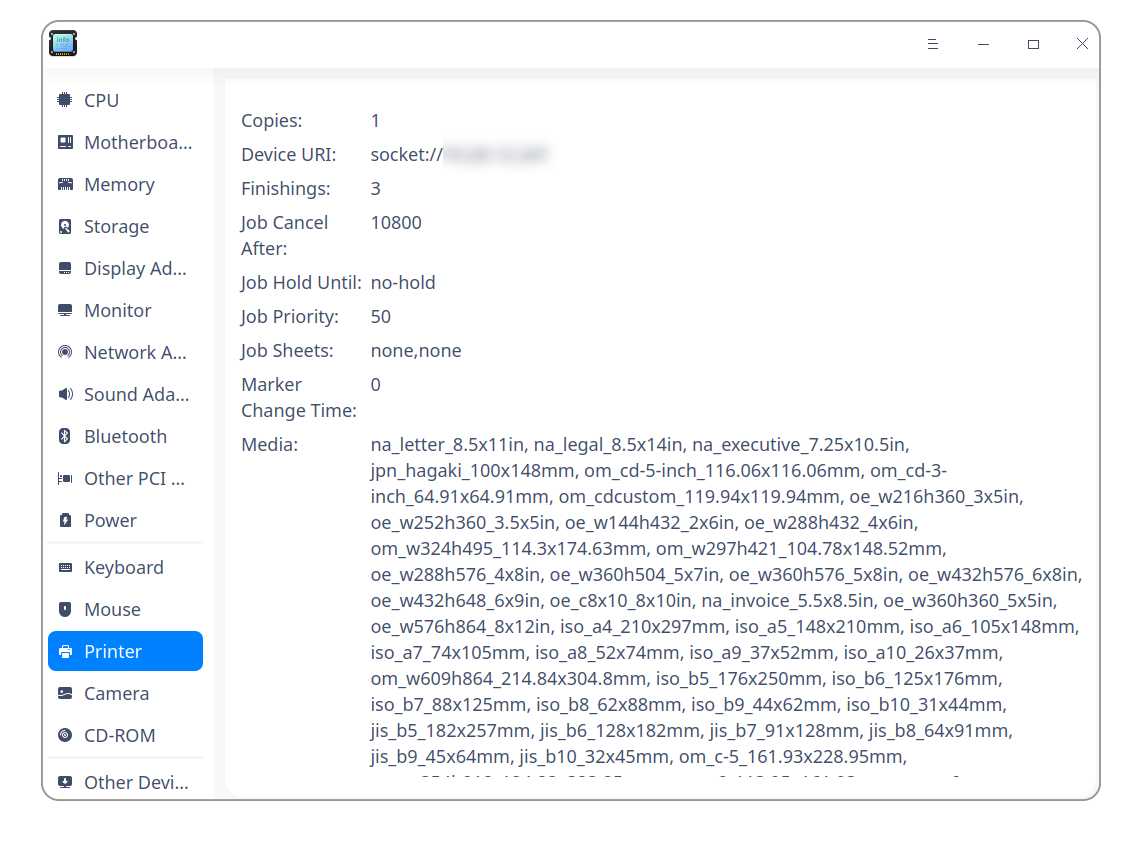 info
CPU
Motherboa...
Memory
Storage
Display Ad...
Monitor
Network A...
Sound Ada...
Bluetooth
Other PCI ...
Power
Keyboard
Mouse
Printer
Camera
CD-ROM
Other Devi...
Copies: 1
Device URI: socket://
Finishings: 3
Job Cancel After: 10800
Job Hold Until: no-hold
Job Priority: 50
Job Sheets: none,none
Marker Change Time: 0
Media: na_letter_8.5x11in, na_legal_8.5x14in, na_executive_7.25x10.5in,
jpn_hagaki_100x148mm, om_cd-5-inch_116.06x116.06mm, om_cd-3-
inch_64.91x64.91mm, om_cdcustom_119.94x119.94mm, oe_w216h360_3x5in,
oe_w252h360_3.5x5in, oe_w144h432_2x6in, oe_w288h432_4x6in,
om_w324h495_114.3x174.63mm, om_w297h421_104.78x148.52mm,
oe_w288h576_4x8in, oe_w360h504_5x7in, oe_w360h576_5x8in, oe_w432h576_6x8in,
oe_w432h648_6x9in, oe_c8x10_8x10in, na_invoice_5.5x8.5in, oe_w360h360_5x5in,
oe_w576h864_8x12in, iso_a4_210x297mm, iso_a5_148x210mm, iso_a6_105x148mm,
iso_a7_74x105mm, iso_a8_52x74mm, iso_a9_37x52mm, iso_a10_26x37mm,
om_w609h864_214.84x304.8mm, iso_b5_176x250mm, iso_b6_125x176mm,
iso_b7_88x125mm, iso_b8_62x88mm, iso_b9_44x62mm, iso_b10_31x44mm,
jis_b5_182x257mm, jis_b6_128x182mm, jis_b7_91x128mm, jis_b8_64x91mm,
jis_b9_45x64mm, jis_b10_32x45mm, om_c-5_161.93x228.95mm,